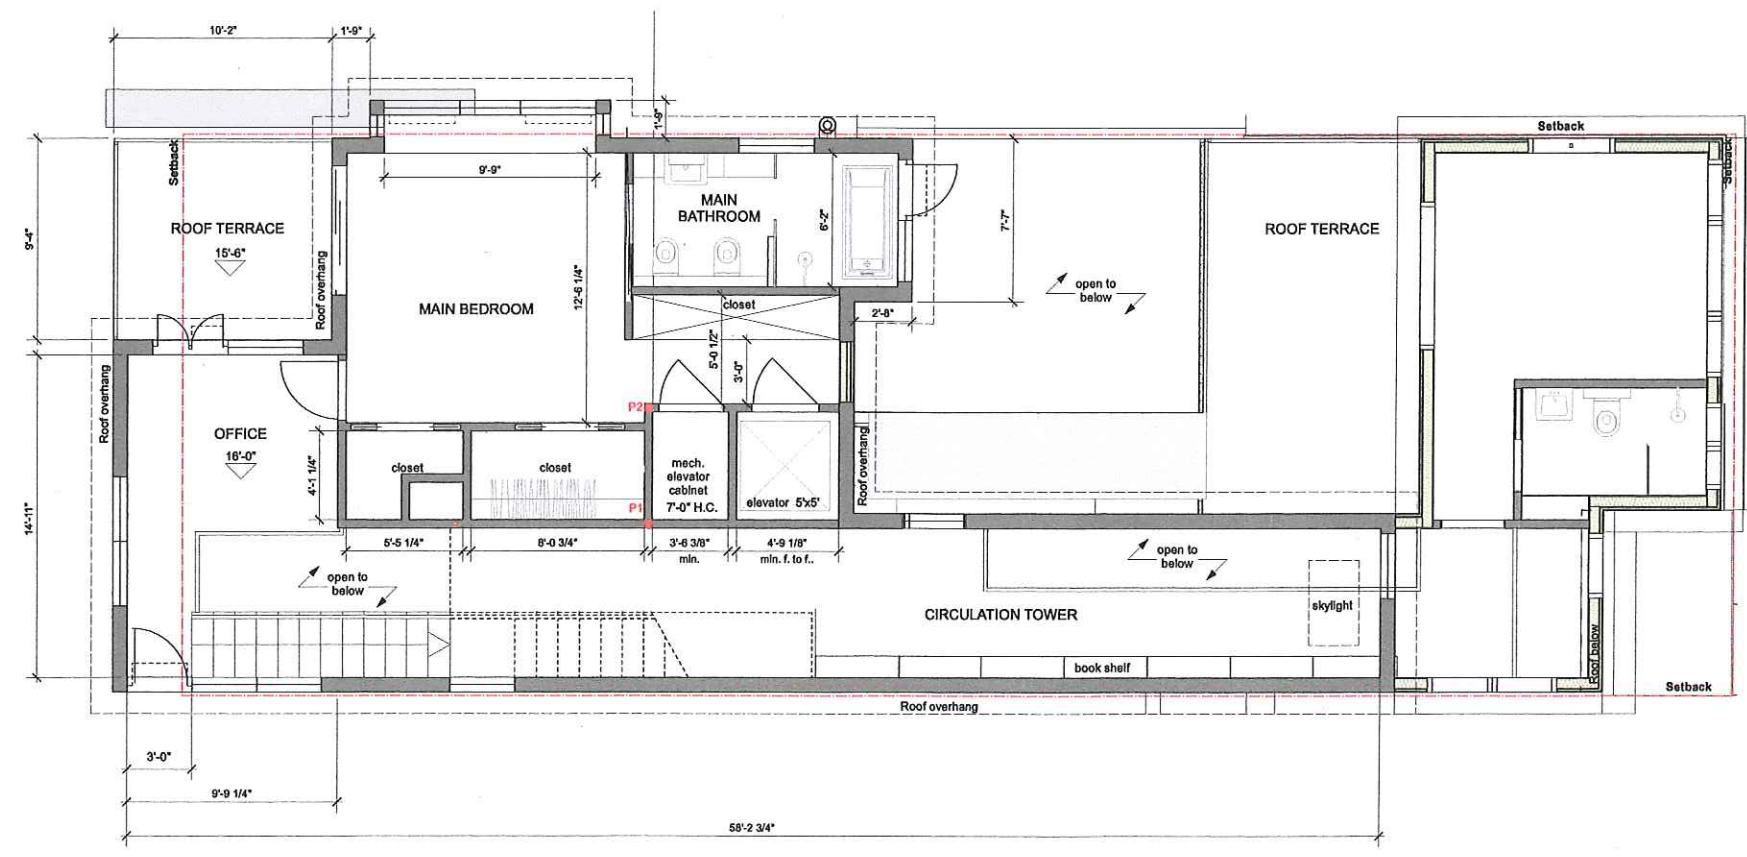 10'-2"
1'-9"
1'-9"
Setback
Setback
Setback
9'-9"
MAIN
BATHROOM
6'-2"
7'-7"
ROOF TERRACE
15'-6"
9'-4"
Roof overhang
MAIN BEDROOM
12'-6 1/4"
closet
open to
below
ROOF TERRACE
2'-8"
5'-0 1/2"
3'-0"
Roof overhang
P2
OFFICE
16'-0"
4'-1 1/4"
closet
closet
mech.
elevator
cabinet
7'-0" H.C.
elevator 5'x5'
Roof overhang
P1
14'-11"
5'-5 1/4"
8'-0 3/4"
3'-6 3/8"
min.
4'-9 1/8"
min. f. to f..
open to
below
open to
below
CIRCULATION TOWER
skylight
book shelf
Roof below
Setback
Roof overhang
3'-0"
9'-9 1/4"
58'-2 3/4"